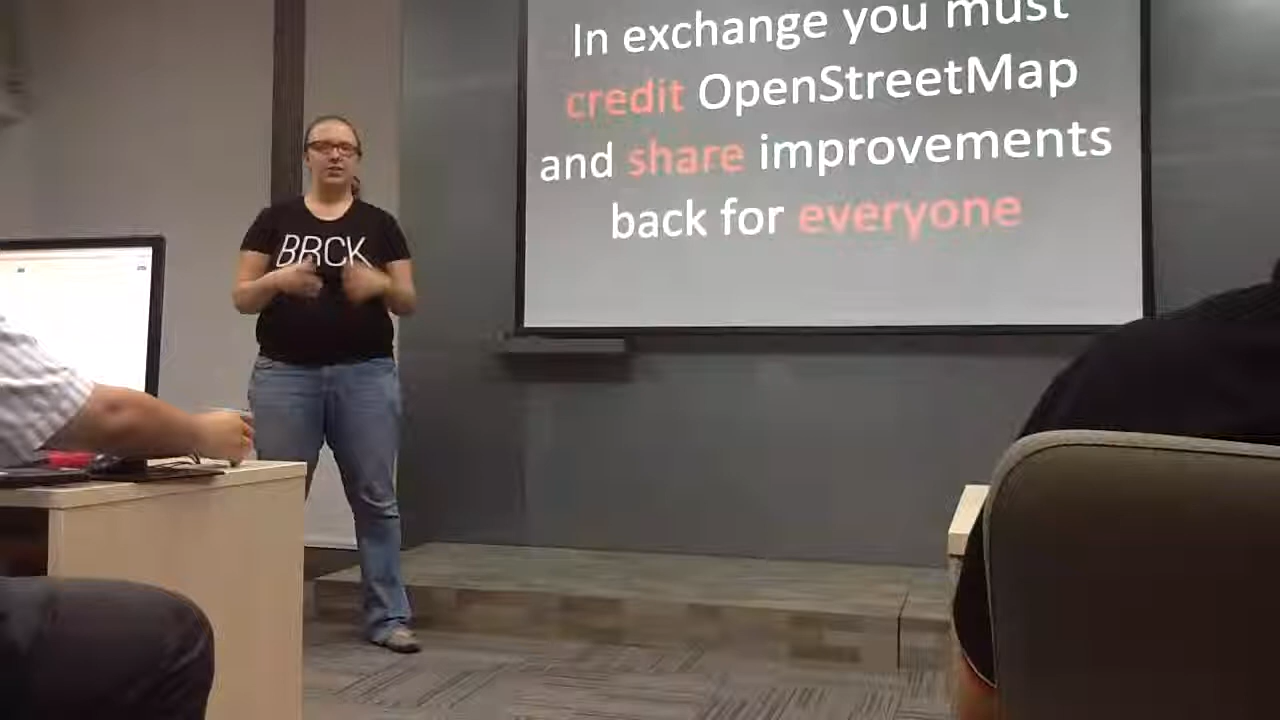 In exchange you must
credit OpenStreetMap
and share improvements
back for everyone
BRCK